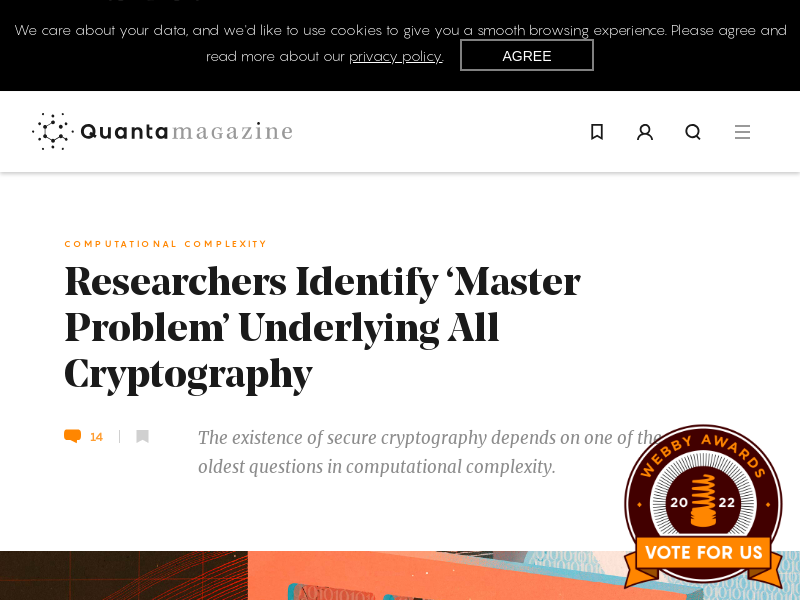 We care about your data, and we'd like to use cookies to give you a smooth browsing experience. Please agree and
read more about our privacy policy.
AGREE
Quantamagazine
COMPUTATIONAL COMPLEXITY
Researchers Identify ‘Master
Problem’ Underlying All
Cryptography
14
The existence of secure cryptography depends on one of the
oldest questions in computational complexity.
WEBBY AWARDS
20 22
VOTE FOR US